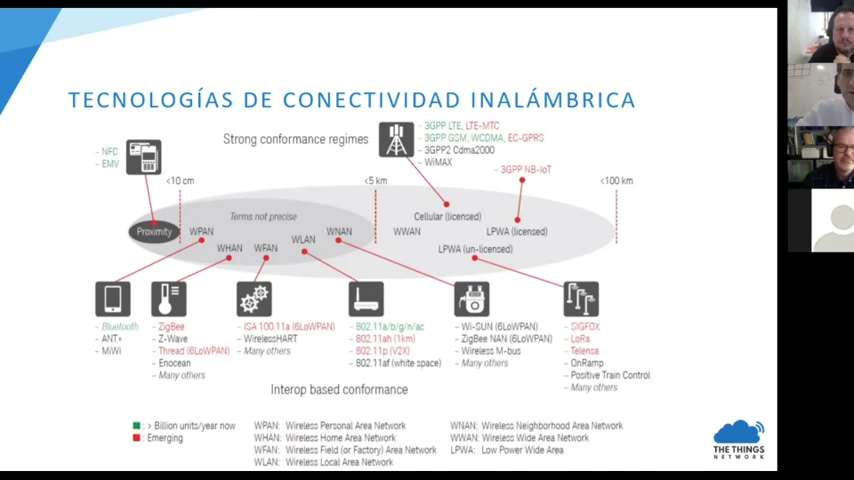 TECNOLOGÍAS DE CONECTIVIDAD INALÁMBRICA
Strong conformance regimes
– NFC
– EMV
– 3GPP LTE, LTE-MTC
– 3GPP GSM, WCDMA, EC-GPRS
– 3GPP2 Cdma2000
– WiMAX
– 3GPP NB-IoT
<10 cm
<5 km
<100 km
Terms not precise
Proximity
WPAN
WHAN
WFAN
WLAN
WNAN
Cellular (licensed)
WWAN
LPWA (licensed)
LPWA (un-licensed)
– Bluetooth
– ANT+
– MiWi
– ZigBee
– Z-Wave
– Thread (6LoWPAN)
– Enocean
– Many others
– ISA 100.11a (6LoWPAN)
– WirelessHART
– Many others
– 802.11a/b/g/n/ac
– 802.11ah (1km)
– 802.11p (V2X)
– 802.11af (white space)
– Wi-SUN (6LoWPAN)
– ZigBee NAN (6LoWPAN)
– Wireless M-bus
– Many others
– SIGFOX
– LoRa
– Telensa
– OnRamp
– Positive Train Control
– Many others
Interop based conformance
: > Billion units/year now
: Emerging
WPAN: Wireless Personal Area Network
WHAN: Wireless Home Area Network
WFAN: Wireless Field (or Factory) Area Network
WLAN: Wireless Local Area Network
WNAN: Wireless Neighborhood Area Network
WWAN: Wireless Wide Area Network
LPWA: Low Power Wide Area
THE THINGS
NETWORK